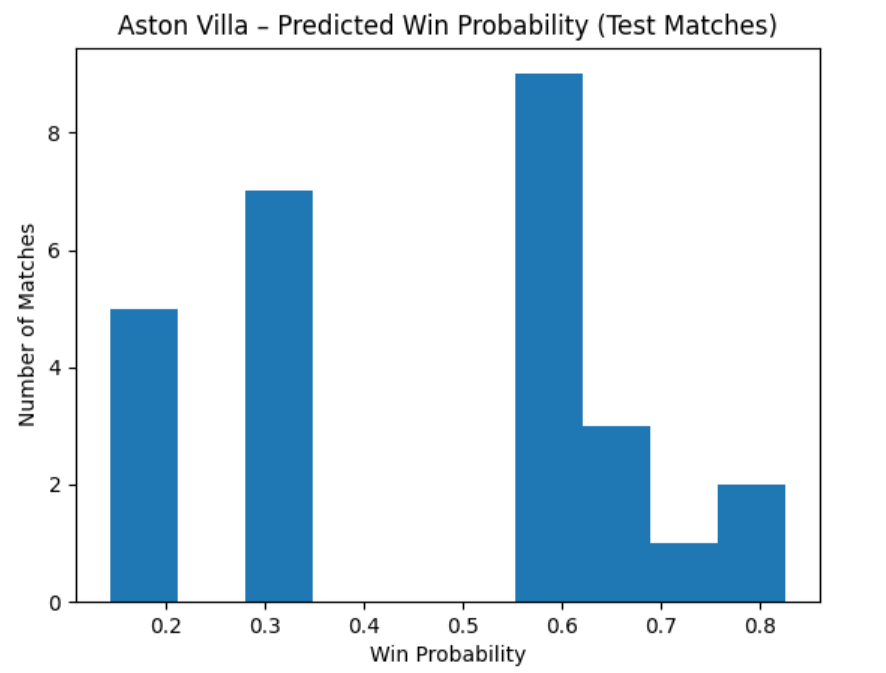 Aston Villa – Predicted Win Probability (Test Matches)
Number of Matches
8
6
4
2
0
0.2 0.3 0.4 0.5 0.6 0.7 0.8
Win Probability